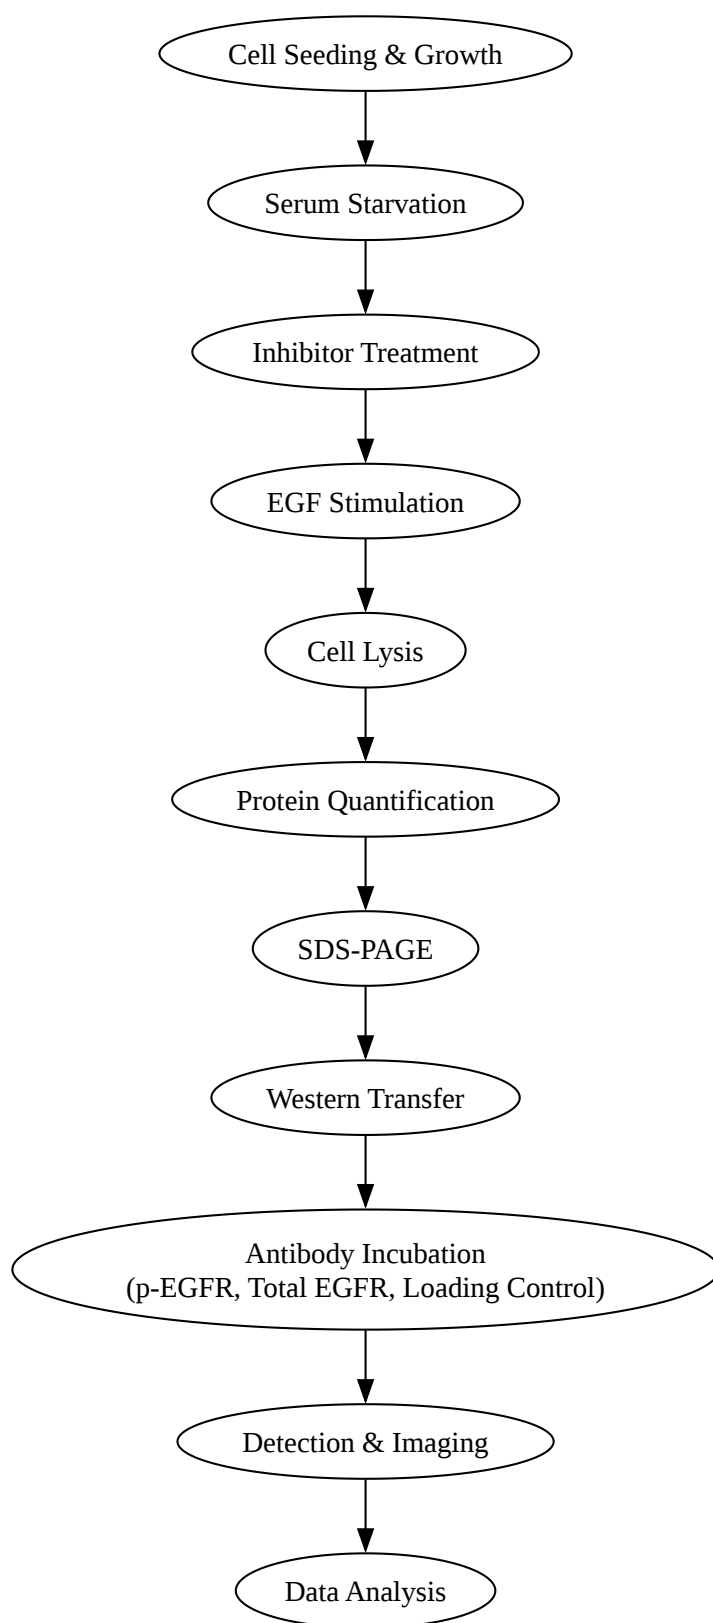 Cell Seeding & Growth
Serum Starvation
Inhibitor Treatment
EGF Stimulation
Cell Lysis
Protein Quantification
SDS-PAGE
Western Transfer
Antibody Incubation
(p-EGFR, Total EGFR, Loading Control)
Detection & Imaging
Data Analysis